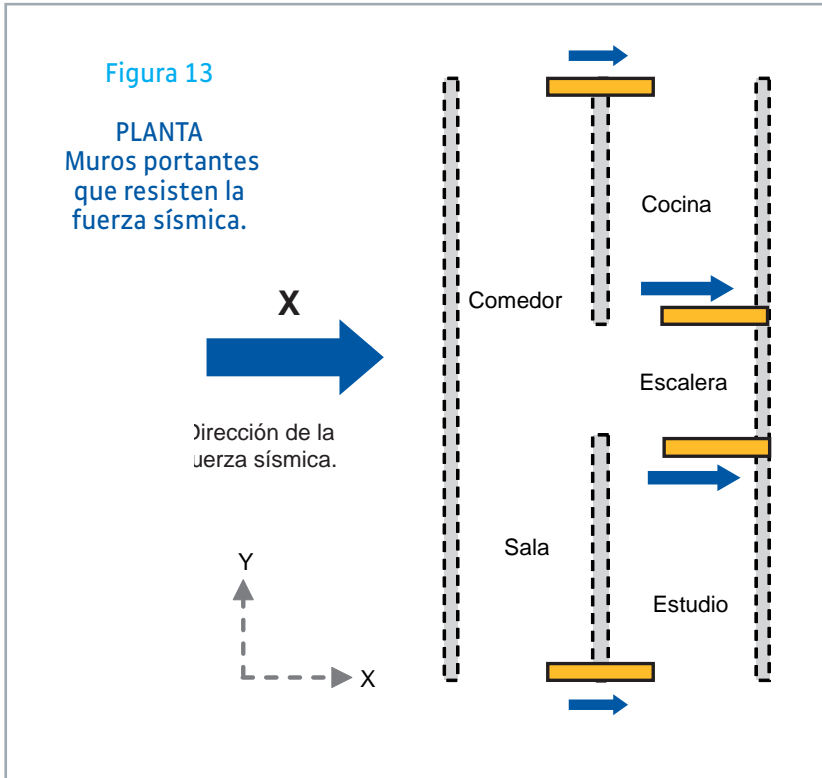 Figura 13
PLANTA
Muros portantes
que resisten la
fuerza sísmica.
X
Dirección de la
uerza sísmica.
Cocina
Comedor
Escalera
Sala
Estudio
Y
X